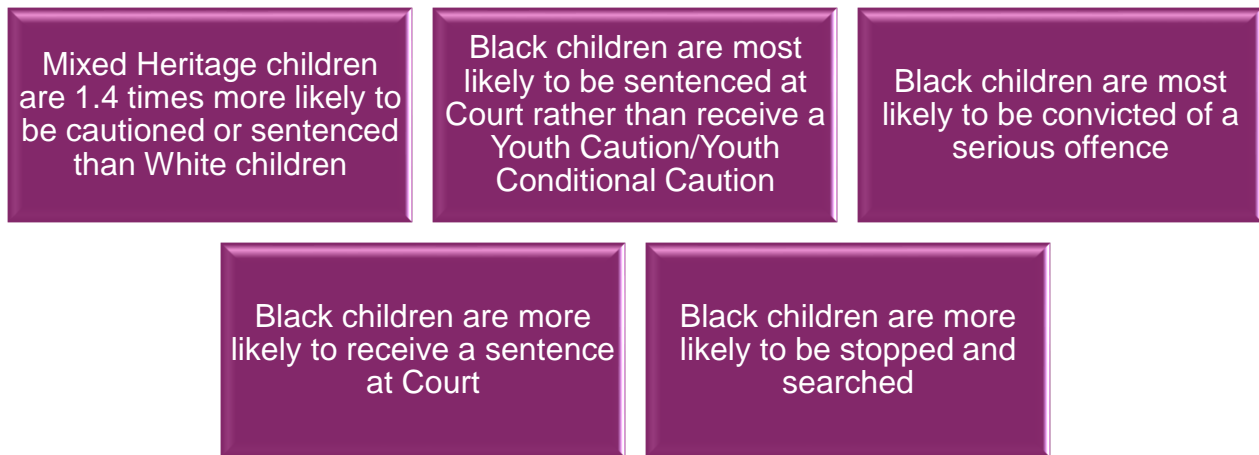 Mixed Heritage children
are 1.4 times more likely to
be cautioned or sentenced
than White children
Black children are most
likely to be sentenced at
Court rather than receive a
Youth Caution/Youth
Conditional Caution
Black children are most
likely to be convicted of a
serious offence
Black children are more
likely to receive a sentence
at Court
Black children are more
likely to be stopped and
searched